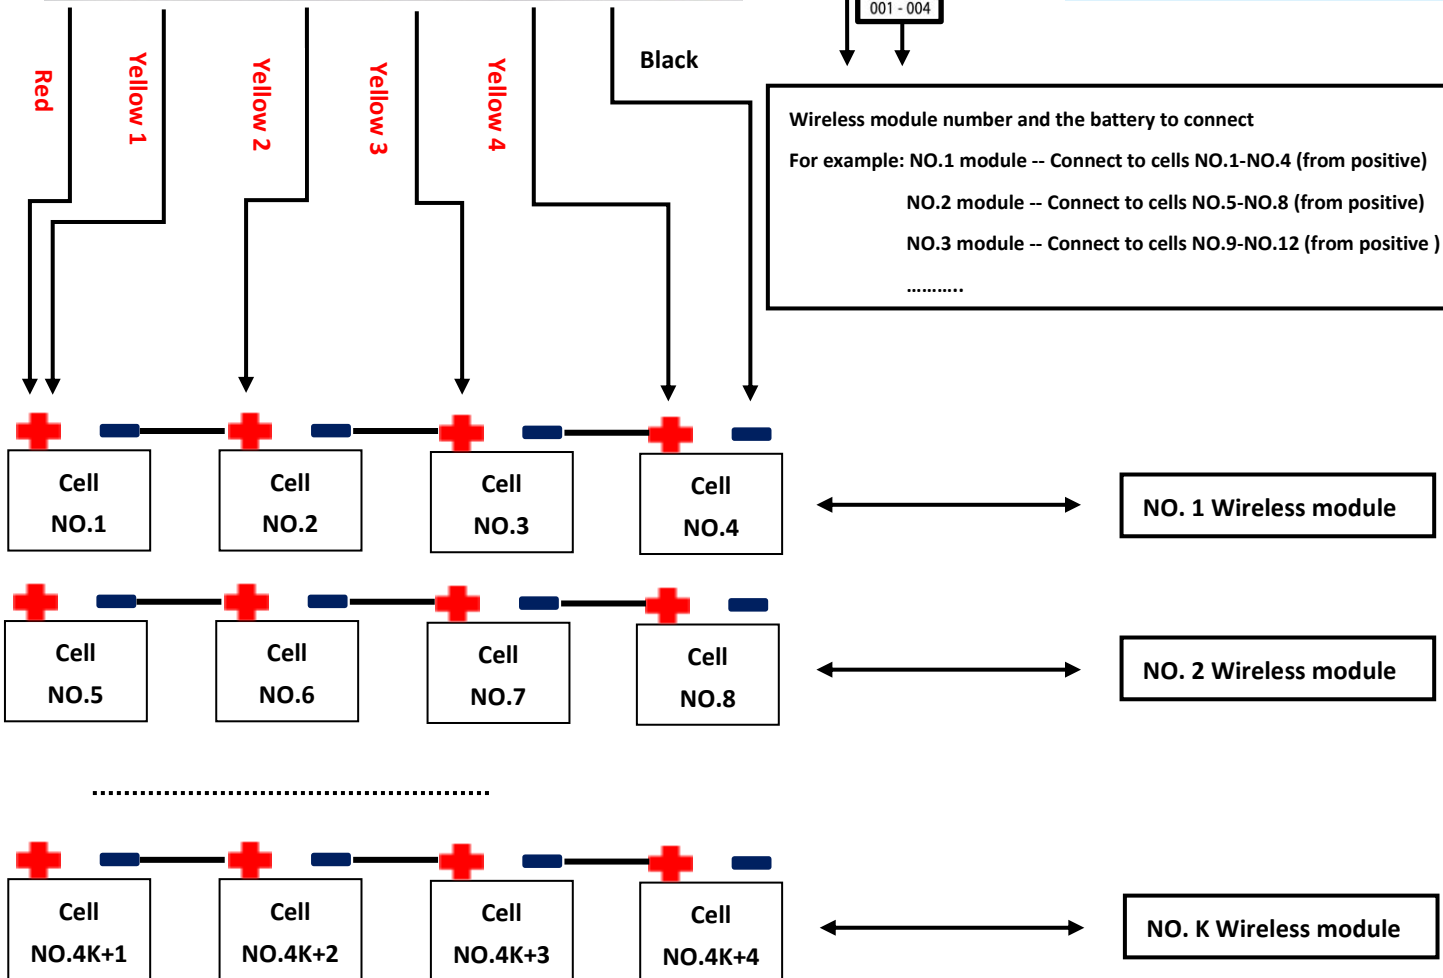 001 - 004
Red
Yellow 1
Yellow 2
Yellow 3
Yellow 4
Black
Wireless module number and the battery to connect
For example: NO.1 module -- Connect to cells NO.1-NO.4 (from positive)
NO.2 module -- Connect to cells NO.5-NO.8 (from positive)
NO.3 module -- Connect to cells NO.9-NO.12 (from positive )
………..
Cell
NO.1
Cell
NO.2
Cell
NO.3
Cell
NO.4
NO. 1 Wireless module
Cell
NO.5
Cell
NO.6
Cell
NO.7
Cell
NO.8
NO. 2 Wireless module
Cell
NO.4K+1
Cell
NO.4K+2
Cell
NO.4K+3
Cell
NO.4K+4
NO. K Wireless module